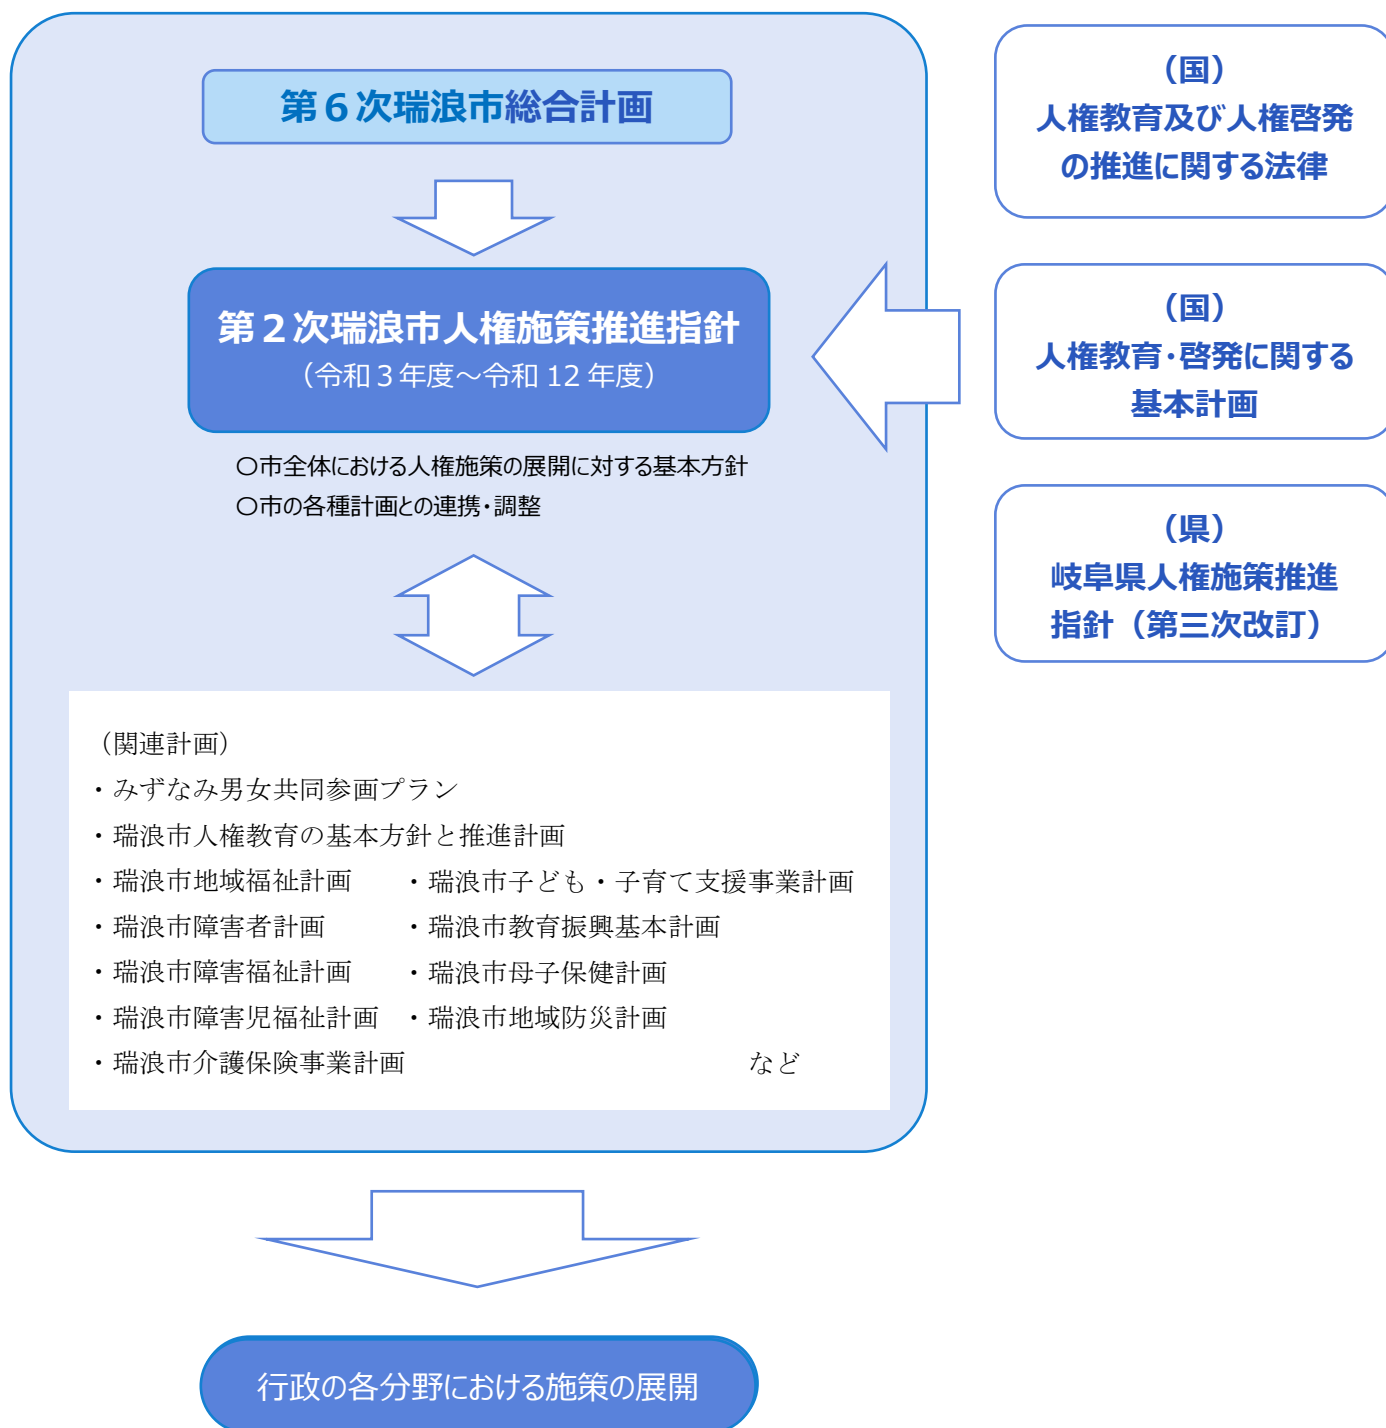 第６次瑞浪市総合計画
第２次瑞浪市人権施策推進指針
（令和３年度～令和 12 年度）
〇市全体における人権施策の展開に対する基本方針
〇市の各種計画との連携・調整
（関連計画）
・みずなみ男女共同参画プラン
・瑞浪市人権教育の基本方針と推進計画
・瑞浪市地域福祉計画　・瑞浪市子ども・子育て支援事業計画
・瑞浪市障害者計画　・瑞浪市教育振興基本計画
・瑞浪市障害福祉計画　・瑞浪市母子保健計画
・瑞浪市障害児福祉計画　・瑞浪市地域防災計画
・瑞浪市介護保険事業計画　など
（国）
人権教育及び人権啓発
の推進に関する法律
（国）
人権教育・啓発に関する
基本計画
（県）
岐阜県人権施策推進
指針（第三次改訂）
行政の各分野における施策の展開